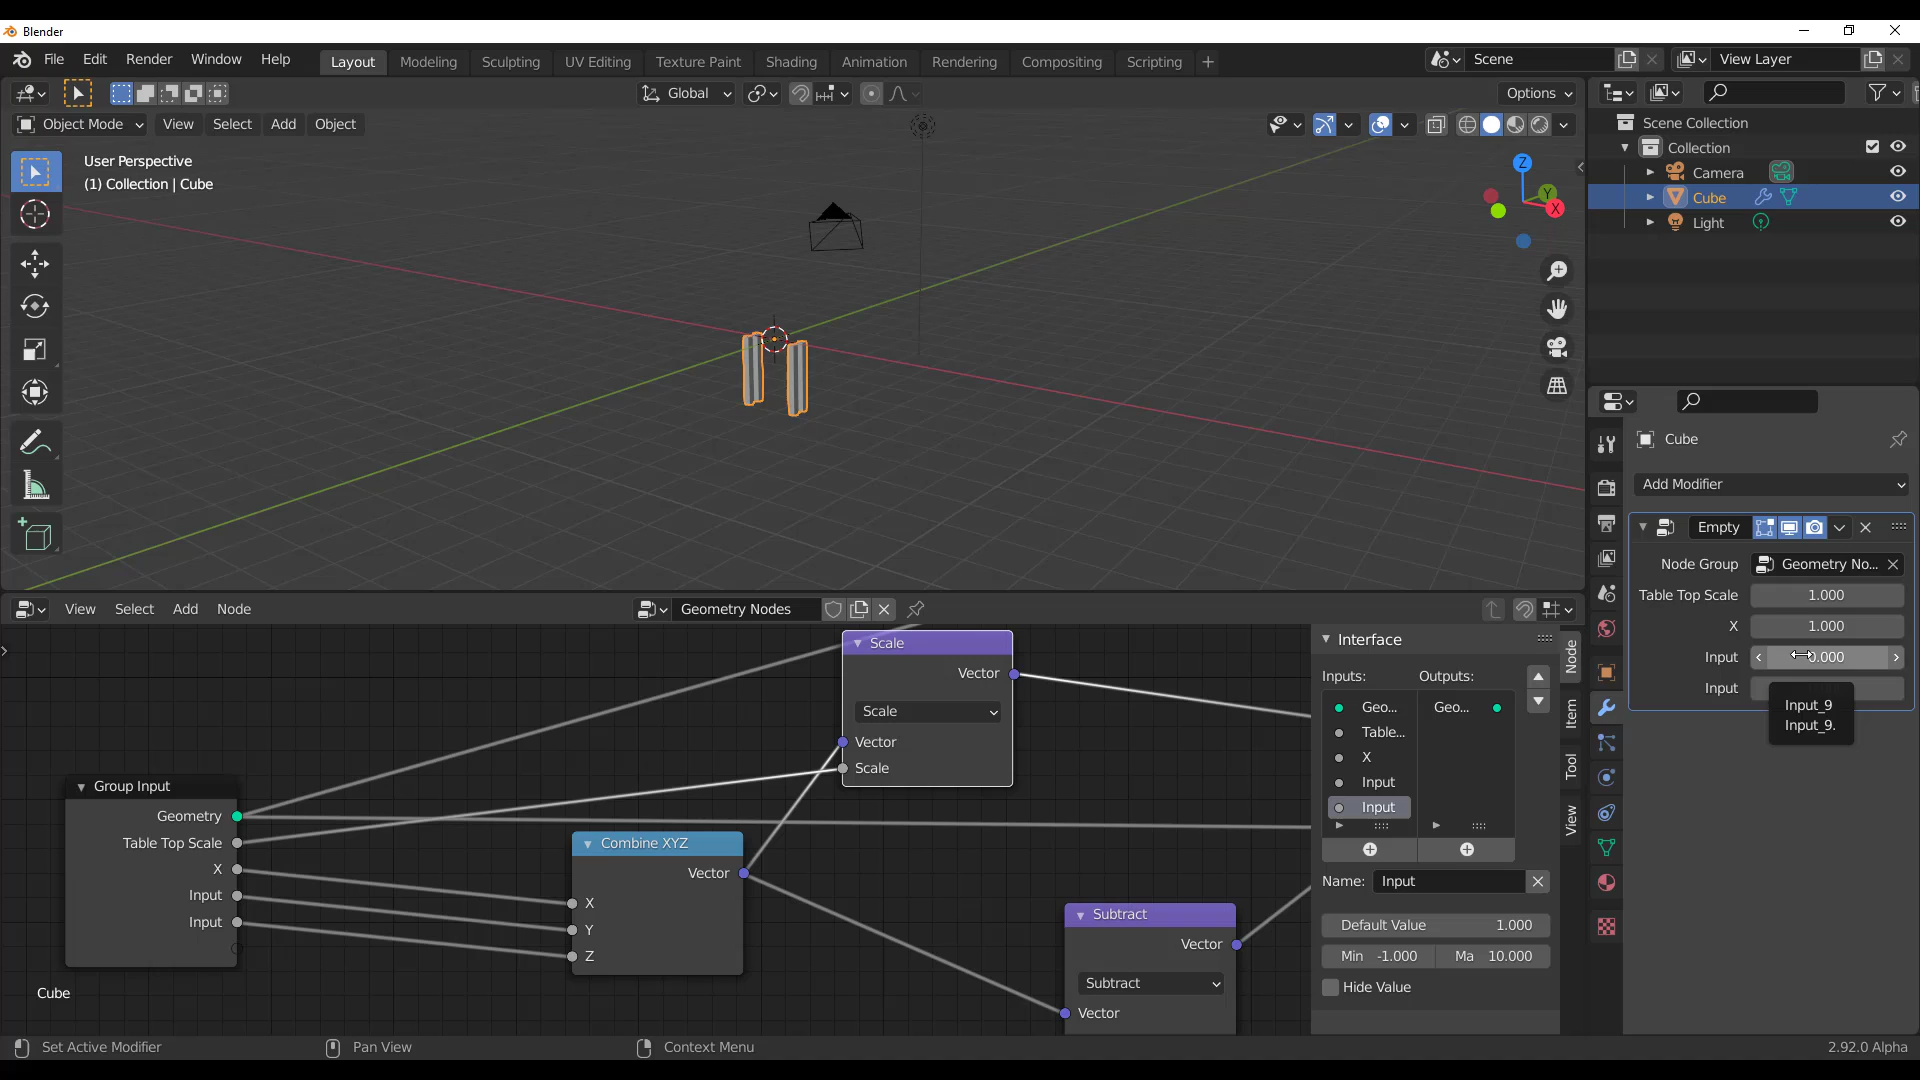 Blender
File Edit Render Window Help Layout Modeling Sculpting UV Editing Texture Paint Shading Animation Rendering Compositing Scripting + Scene View Layer
Global Options
Object Mode View Select Add Object
User Perspective
(1) Collection | Cube
Z
Y
X
Scene Collection
Collection
Camera
Cube
Light
Cube
Add Modifier
Empty
Node Group Geometry No...
Table Top Scale 1.000
X 1.000
Input 0.000
Input
Input_9
Input_9.
View Select Add Node Geometry Nodes
Scale
Vector
Scale
Vector
Scale
Group Input
Geometry
Table Top Scale
X
Input
Input
Combine XYZ
Vector
X
Y
Z
Subtract
Vector
Subtract
Vector
Cube
Interface
Inputs: Outputs:
Geo... Geo...
Table...
X
Input
Input
Name: Input
Default Value 1.000
Min -1.000 Ma 10.000
Hide Value
Node
Item
Tool
View
Set Active Modifier Pan View Context Menu 2.92.0 Alpha